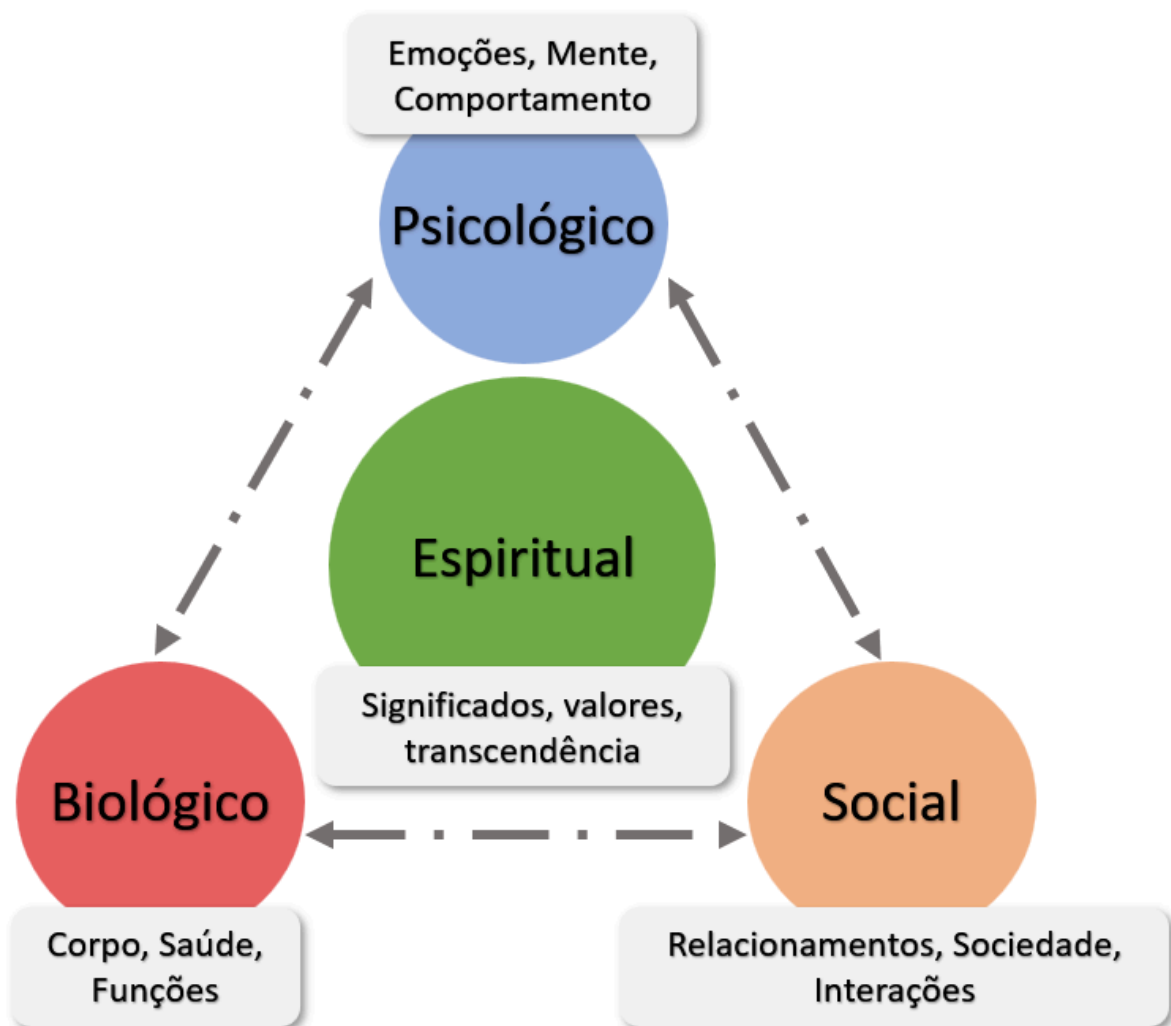 Emoções, Mente,
Comportamento
Psicológico
Espiritual
Significados, valores,
transcendência
Biológico
Social
Corpo, Saúde,
Funções
Relacionamentos, Sociedade,
Interações